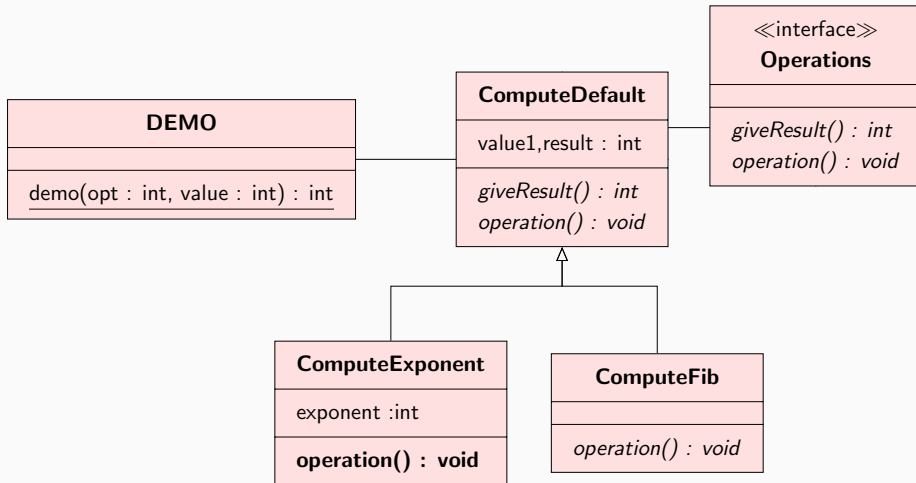 DEMO
demo(opt : int, value : int) : int
ComputeDefault
value1,result : int
giveResult() : int
operation() : void
≪interface≫
Operations
giveResult() : int
operation() : void
ComputeExponent
exponent :int
operation() : void
ComputeFib
operation() : void